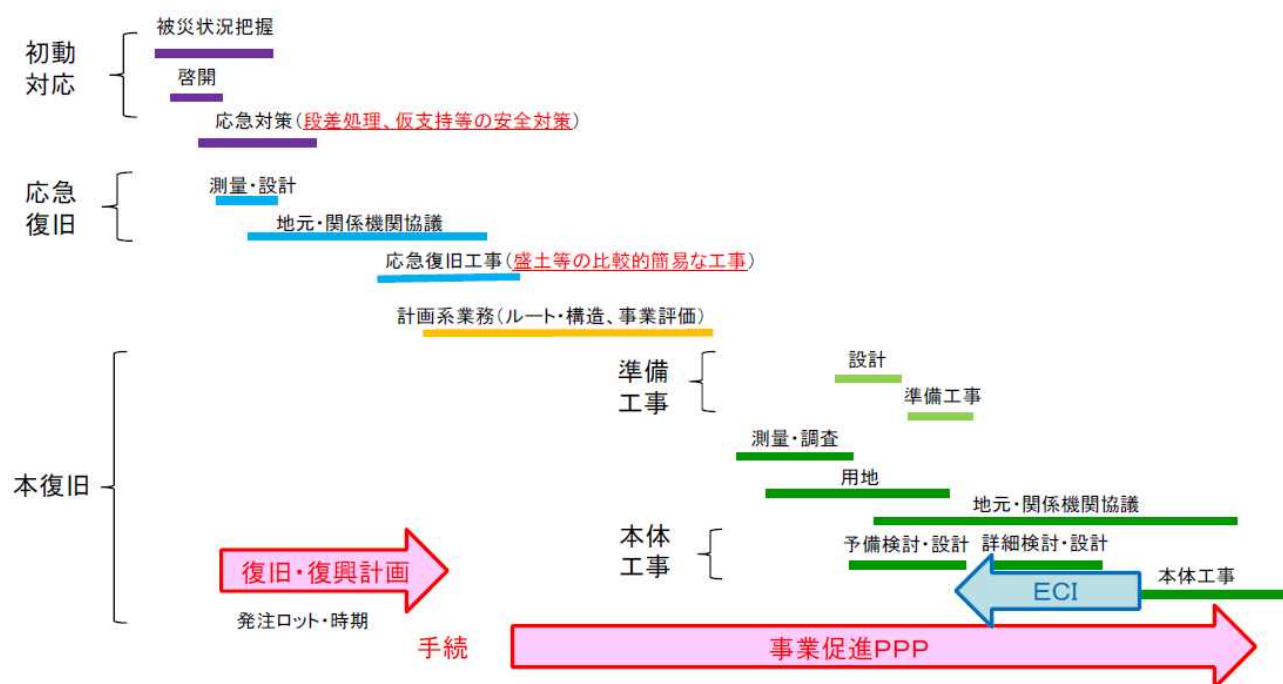 被災状況把握
初動
対応
啓開
応急対策(段差処理、仮支持等の安全対策)
応急
復旧
測量・設計
地元・関係機関協議
応急復旧工事(盛土等の比較的簡易な工事)
計画系業務(ルート・構造、事業評価)
本復旧
準備
工事
設計
準備工事
測量・調査
用地
地元・関係機関協議
本体
工事
予備検討・設計
詳細検討・設計
ECI
本体工事
復旧・復興計画
発注ロット・時期
手続
事業促進PPP